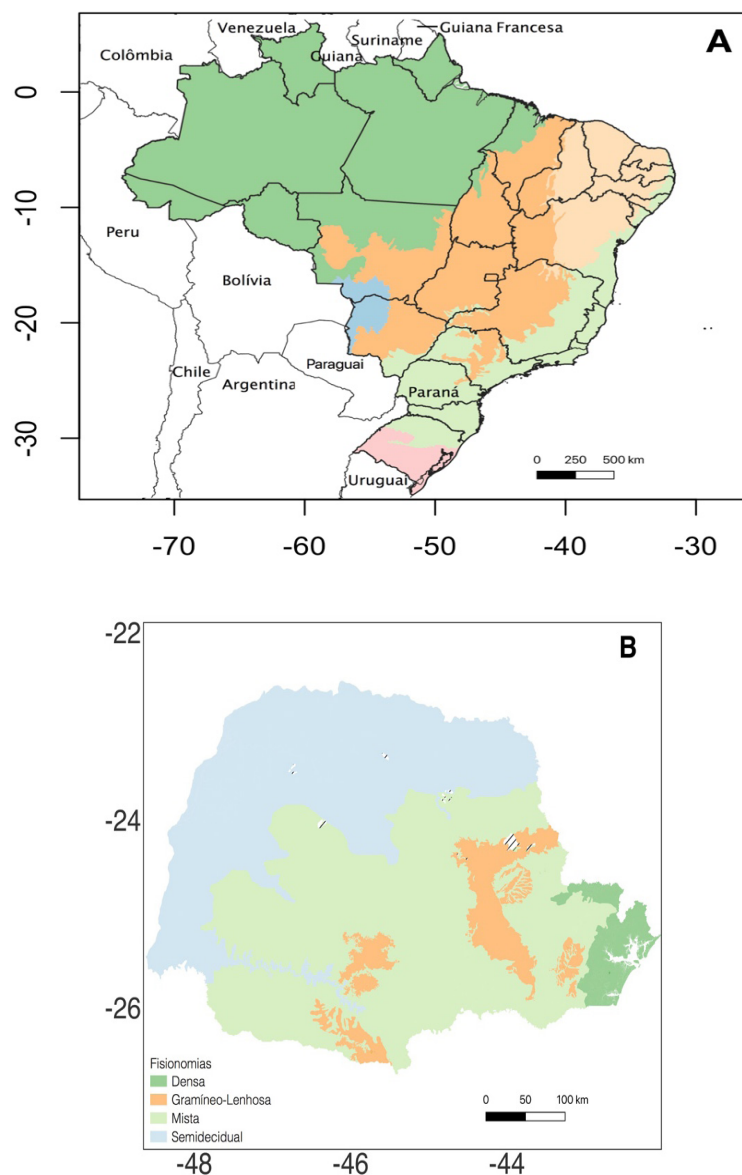 Venezuela
Guiana Francesa
Suriname
A
Colômbia
Guiana
0
-10
Peru
Bolívia
-20
Paraguai
Chile
Paraná
Argentina
-30
0 250 500 km
Uruguai
-70 -60 -50 -40 -30
-22
B
-24
-26
Fisionomias
Densa
Gramíneo-Lenhosa
Mista
Semidecidual
0 50 100 km
-48 -46 -44